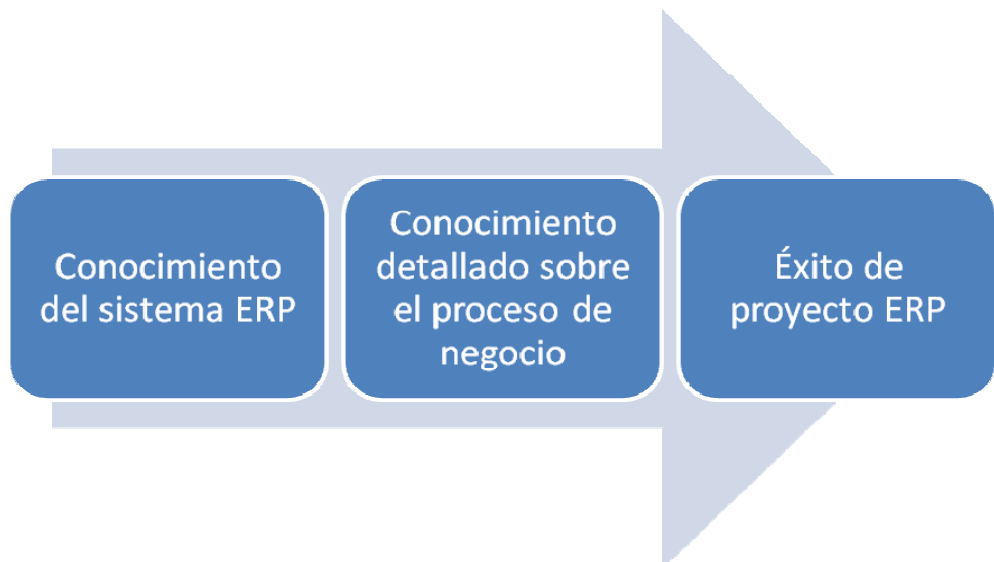 Conocimiento
del sistema ERP
Conocimiento
detallado sobre
el proceso de
negocio
Éxito de
proyecto ERP